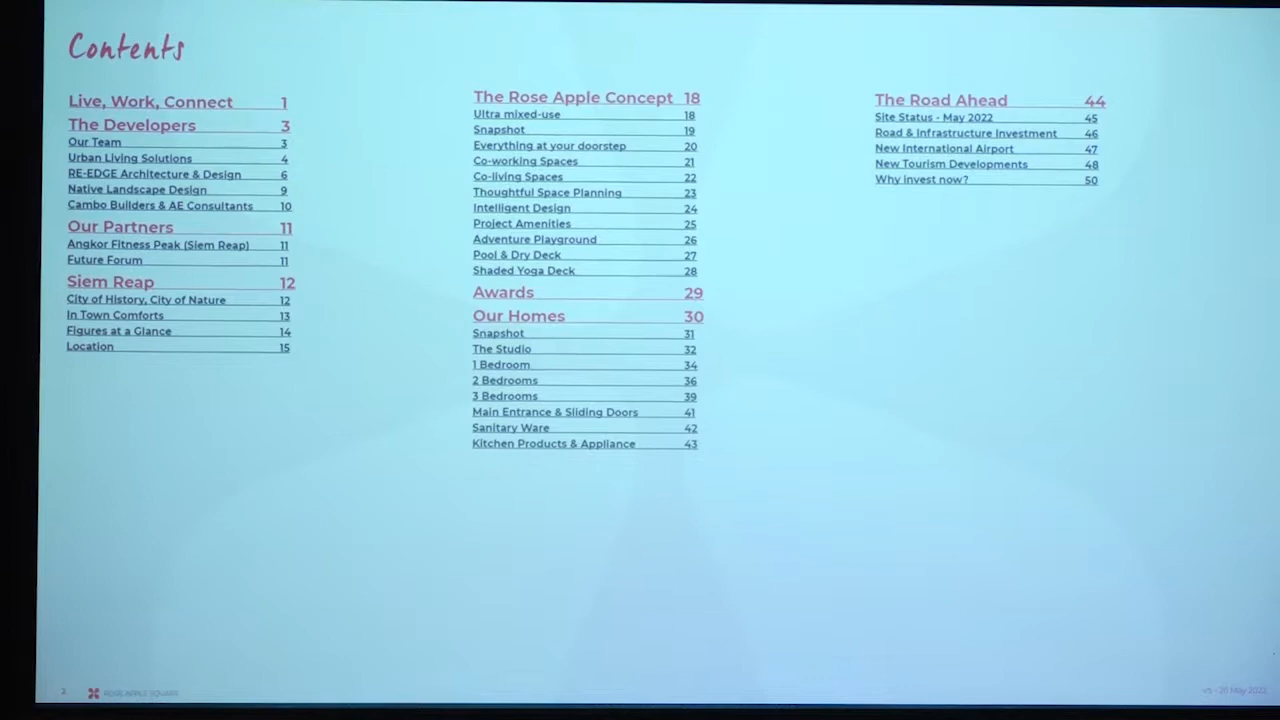 Contents
Live, Work, Connect 1
The Developers 3
Our Team 3
Urban Living Solutions 4
RE-EDGE Architecture & Design 6
Native Landscape Design 9
Cambo Builders & AE Consultants 10
Our Partners 11
Angkor Fitness Peak (Siem Reap) 11
Future Forum 11
Siem Reap 12
City of History, City of Nature 12
In Town Comforts 13
Figures at a Glance 14
Location 15
The Rose Apple Concept 18
Ultra mixed-use 18
Snapshot 19
Everything at your doorstep 20
Co-working Spaces 21
Co-living Spaces 22
Thoughtful Space Planning 23
Intelligent Design 24
Project Amenities 25
Adventure Playground 26
Pool & Dry Deck 27
Shaded Yoga Deck 28
Awards 29
Our Homes 30
Snapshot 31
The Studio 32
1 Bedroom 34
2 Bedrooms 36
3 Bedrooms 39
Main Entrance & Sliding Doors 41
Sanitary Ware 42
Kitchen Products & Appliance 43
The Road Ahead 44
Site Status - May 2022 45
Road & Infrastructure Investment 46
New International Airport 47
New Tourism Developments 48
Why invest now? 50
2 ROSE APPLE SQUARE
May 2022